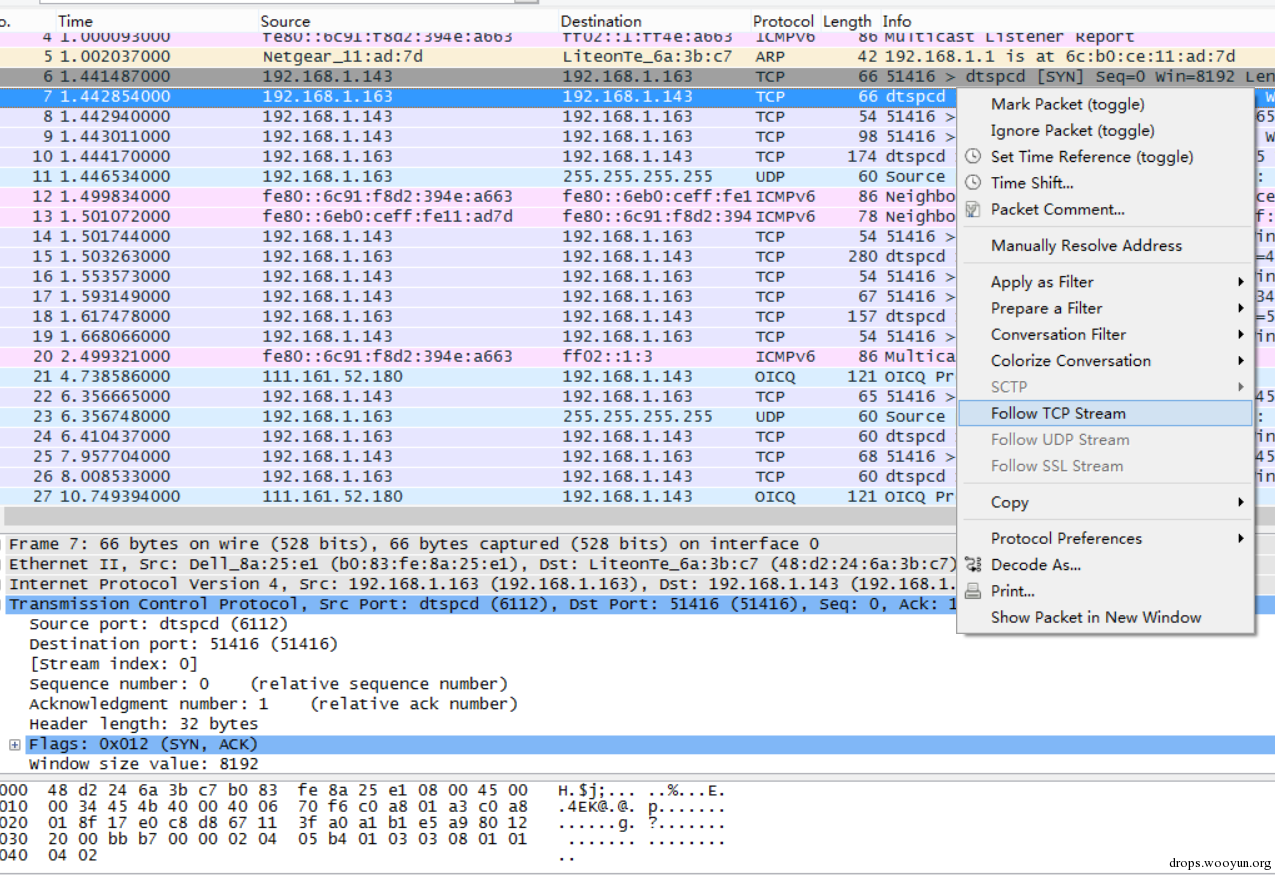 o. Time Source Destination Protocol Length Info
4 1.000093000 fe80::6c91:f8d2:394e:a663 ff02::1:ff4e:a663 ICMPv6 86 Multicast Listener Report
5 1.002037000 Netgear_11:ad:7d LiteonTe_6a:3b:c7 ARP 42 192.168.1.1 is at 6c:b0:ce:11:ad:7d
6 1.441487000 192.168.1.143 192.168.1.163 TCP 66 51416 > dtspcd [SYN] Seq=0 Win=8192 Len
7 1.442854000 192.168.1.163 192.168.1.143 TCP 66 dtspcd W
8 1.442940000 192.168.1.143 192.168.1.163 TCP 54 51416 > 65
9 1.443011000 192.168.1.143 192.168.1.163 TCP 98 51416 > W
10 1.444170000 192.168.1.163 192.168.1.143 TCP 174 dtspcd 5
11 1.446534000 192.168.1.163 255.255.255.255 UDP 60 Source :
12 1.499834000 fe80::6c91:f8d2:394e:a663 fe80::6eb0:ceff:fe1 ICMPv6 86 Neighbo ce
13 1.501072000 fe80::6eb0:ceff:fe11:ad7d fe80::6c91:f8d2:394 ICMPv6 78 Neighbo f:
14 1.501744000 192.168.1.143 192.168.1.163 TCP 54 51416 > in
15 1.503263000 192.168.1.163 192.168.1.143 TCP 280 dtspcd =4
16 1.553573000 192.168.1.143 192.168.1.163 TCP 54 51416 > in
17 1.593149000 192.168.1.143 192.168.1.163 TCP 67 51416 > 34
18 1.617478000 192.168.1.163 192.168.1.143 TCP 157 dtspcd =5
19 1.668066000 192.168.1.143 192.168.1.163 TCP 54 51416 > in
20 2.499321000 fe80::6c91:f8d2:394e:a663 ff02::1:3 ICMPv6 86 Multica
21 4.738586000 111.161.52.180 192.168.1.143 OICQ 121 OICQ Pr
22 6.356665000 192.168.1.143 192.168.1.163 TCP 65 51416 > 45
23 6.356748000 192.168.1.163 255.255.255.255 UDP 60 Source :
24 6.410437000 192.168.1.163 192.168.1.143 TCP 60 dtspcd in
25 7.957704000 192.168.1.143 192.168.1.163 TCP 68 51416 > 45
26 8.008533000 192.168.1.163 192.168.1.143 TCP 60 dtspcd in
27 10.749394000 111.161.52.180 192.168.1.143 OICQ 121 OICQ Pr
Mark Packet (toggle)
Ignore Packet (toggle)
Set Time Reference (toggle)
Time Shift...
Packet Comment...
Manually Resolve Address
Apply as Filter
Prepare a Filter
Conversation Filter
Colorize Conversation
SCTP
Follow TCP Stream
Follow UDP Stream
Follow SSL Stream
Copy
Protocol Preferences
Decode As...
Print...
Show Packet in New Window
Frame 7: 66 bytes on wire (528 bits), 66 bytes captured (528 bits) on interface 0
Ethernet II, Src: Dell_8a:25:e1 (b0:83:fe:8a:25:e1), Dst: LiteonTe_6a:3b:c7 (48:d2:24:6a:3b:c7)
Internet Protocol Version 4, Src: 192.168.1.163 (192.168.1.163), Dst: 192.168.1.143 (192.168.1.
Transmission Control Protocol, Src Port: dtspcd (6112), Dst Port: 51416 (51416), Seq: 0, Ack: 1
Source port: dtspcd (6112)
Destination port: 51416 (51416)
[Stream index: 0]
Sequence number: 0 (relative sequence number)
Acknowledgment number: 1 (relative ack number)
Header length: 32 bytes
Flags: 0x012 (SYN, ACK)
Window size value: 8192
000 48 d2 24 6a 3b c7 b0 83 fe 8a 25 e1 08 00 45 00 H.$j;... ..%...E.
010 00 34 45 4b 40 00 40 06 70 f6 c0 a8 01 a3 c0 a8 .4EK@.@. p.......
020 01 8f 17 e0 c8 d8 67 11 3f a0 a1 b1 e5 a9 80 12 ......g. ?.......
030 20 00 bb b7 00 00 02 04 05 b4 01 03 03 08 01 01 ....... ........
040 04 02 ..
drops.wooyun.org